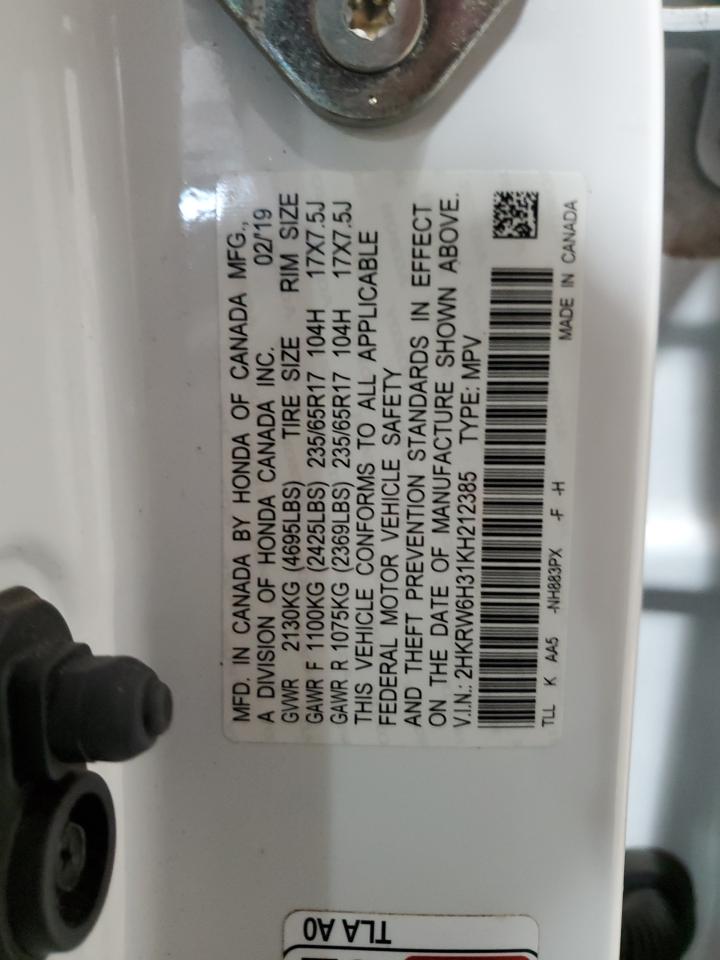 MFD. IN CANADA BY HONDA OF CANADA MFG.,
A DIVISION OF HONDA CANADA INC. 02/'19
GVWR 2130KG (4695LBS) TIRE SIZE RIM SIZE
GAWR F 1100KG (2425LBS) 235/65R17 104H 17X7.5J
GAWR R 1075KG (2369LBS) 235/65R17 104H 17X7.5J
THIS VEHICLE CONFORMS TO ALL APPLICABLE
FEDERAL MOTOR VEHICLE SAFETY
AND THEFT PREVENTION STANDARDS IN EFFECT
ON THE DATE OF MANUFACTURE SHOWN ABOVE.
V.I.N.: 2HKRW6H31KH212385 TYPE: MPV
TLL K AA5 -NH883PX -F -H MADE IN CANADA
TLA A0